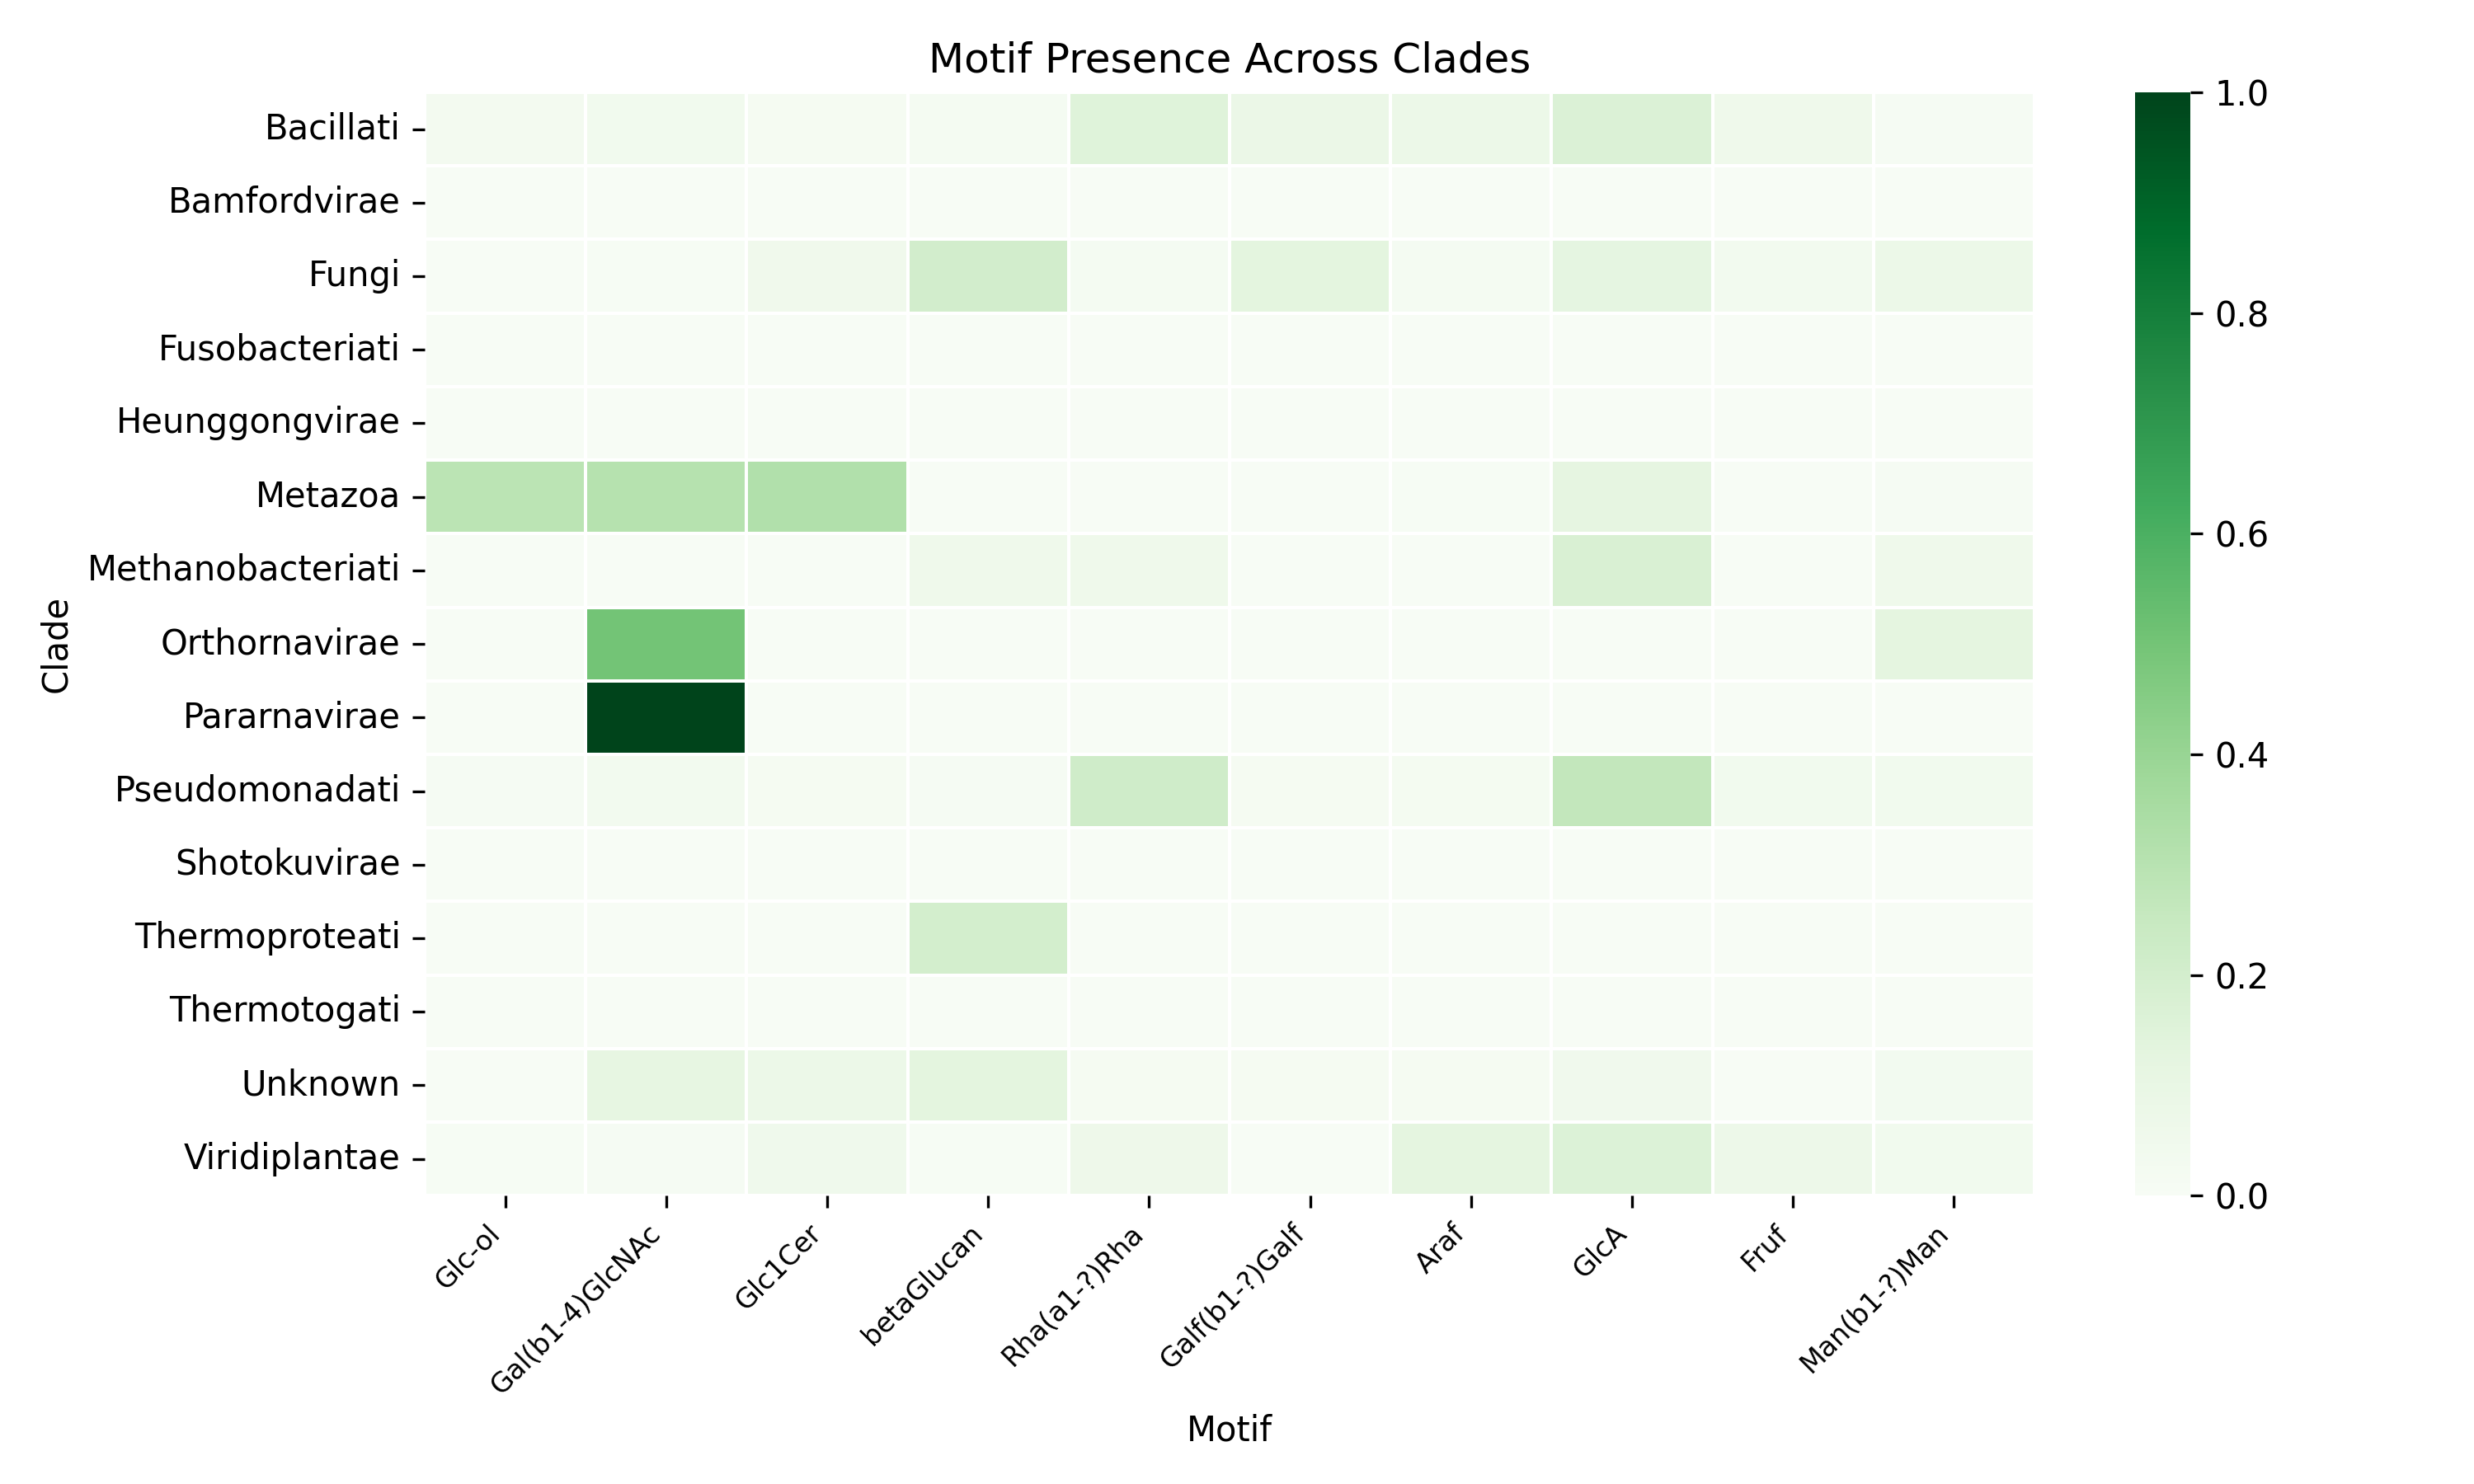 Motif Presence Across Clades
Clade
Bacillati
Bamfordvirae
Fungi
Fusobacteriati
Heunggongvirae
Metazoa
Methanobacteriati
Orthornavirae
Pararnavirae
Pseudomonadati
Shotokuvirae
Thermoproteati
Thermotogati
Unknown
Viridiplantae
Glc-ol
Gal(b1-4)GlcNAc
Glc1Cer
betaGlucan
Rha(a1-?)Rha
Galf(b1-?)Galf
Araf
GlcA
Fruf
Man(b1-?)Man
Motif
1.0
0.8
0.6
0.4
0.2
0.0